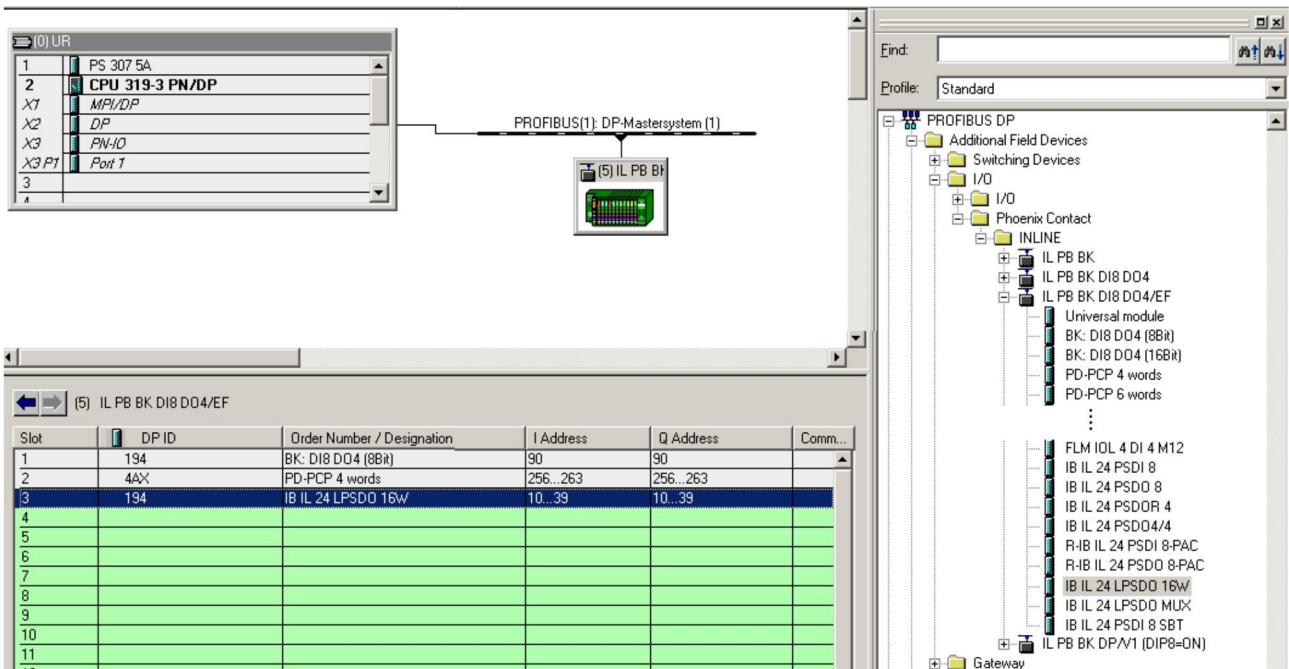 (0) UR
1 PS 307 5A
2 CPU 319-3 PN/DP
X1 MPI/DP
X2 DP
X3 PN-IO
X3 P1 Port 1
3
4
PROFIBUS(1): DP-Mastersystem (1)
(5) IL PB BK
(5) IL PB BK DI8 DO4/EF
Slot DP ID Order Number / Designation I Address Q Address Comm...
1 194 BK: DI8 DO4 (8Bit) 90 90
2 4AX PD-PCP 4 words 256...263 256...263
3 194 IB IL 24 LPSDO 16W 10...39 10...39
4
5
6
7
8
9
10
11
Find:
Profile: Standard
PROFIBUS DP
Additional Field Devices
Switching Devices
I/O
I/O
Phoenix Contact
INLINE
IL PB BK
IL PB BK DI8 DO4
IL PB BK DI8 DO4/EF
Universal module
BK: DI8 DO4 (8Bit)
BK: DI8 DO4 (16Bit)
PD-PCP 4 words
PD-PCP 6 words
FLM IOL 4 DI 4 M12
IB IL 24 PSDI 8
IB IL 24 PSDO 8
IB IL 24 PSDOR 4
IB IL 24 PSDO4/4
R-IB IL 24 PSDI 8-PAC
R-IB IL 24 PSDO 8-PAC
IB IL 24 LPSDO 16W
IB IL 24 LPSDO MUX
IB IL 24 PSDI 8 SBT
IL PB BK DP/V1 (DIP8=ON)
Gateway